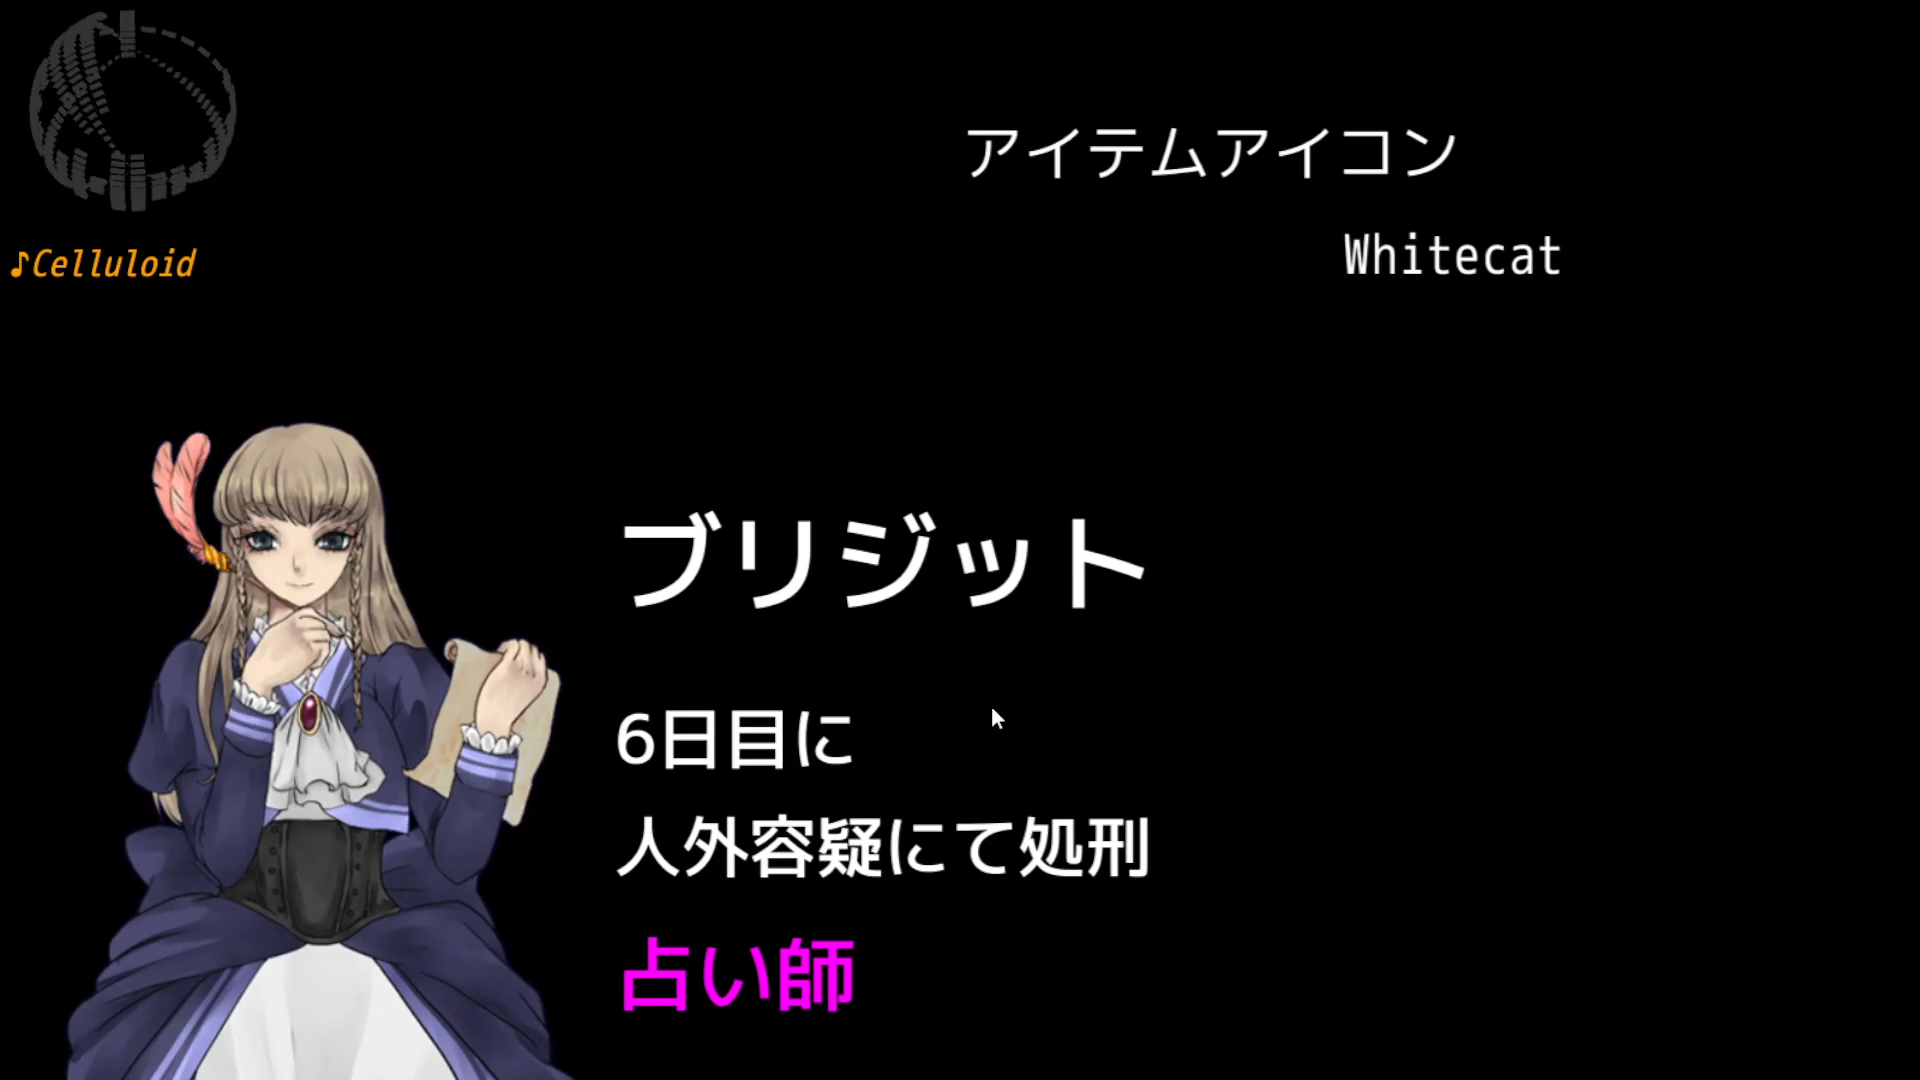 アイテムアイコン
Whitecat
♪Celluloid
ブリジット
6日目に
人外容疑にて処刑
占い師